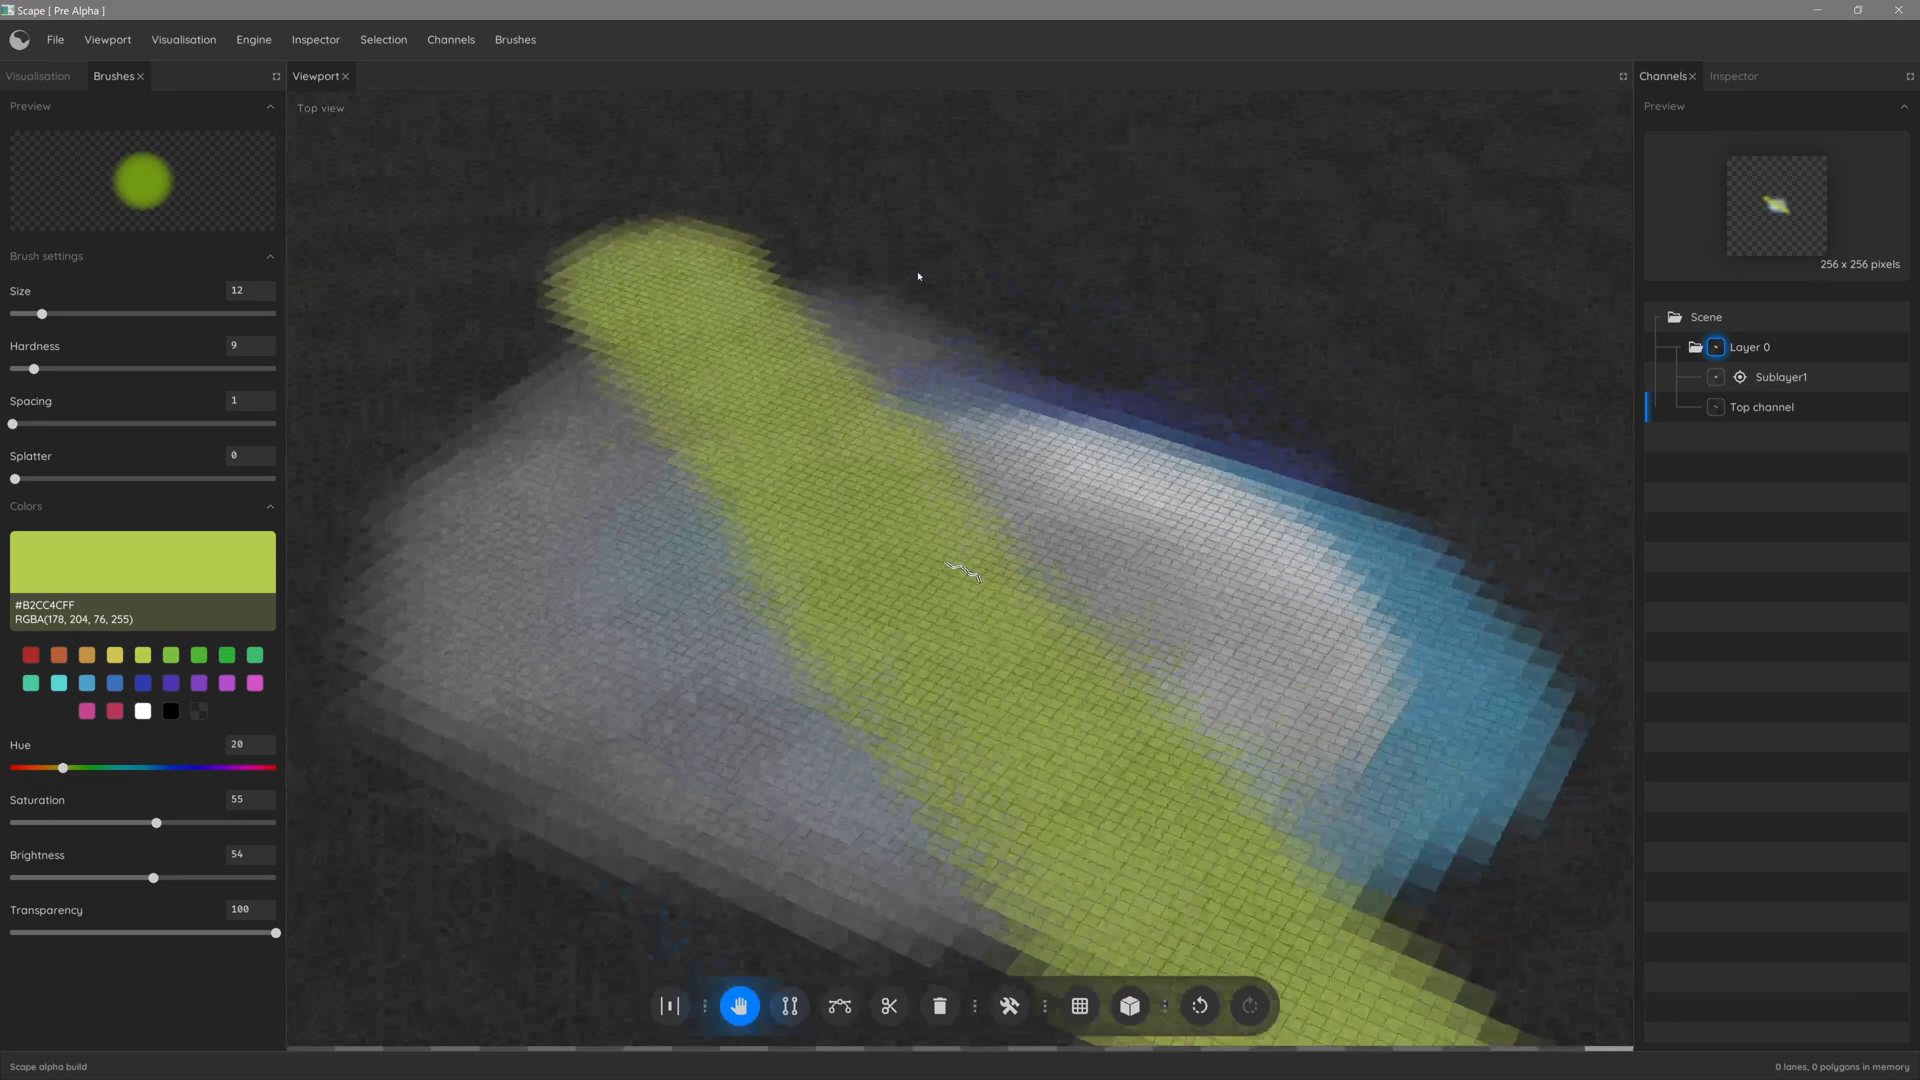 Scape [ Pre Alpha ]
File Viewport Visualisation Engine Inspector Selection Channels Brushes
Visualisation Brushes Viewport Channels Inspector
Preview
Top view
Preview
256 x 256 pixels
Brush settings
Size 12
Hardness 9
Spacing 1
Splatter 0
Colors
#B2CC4CFF
RGBA(178, 204, 76, 255)
Hue 20
Saturation 55
Brightness 54
Transparency 100
Scene
Layer 0
Sublayer1
Top channel
Scape alpha build
0 lanes, 0 polygons in memory